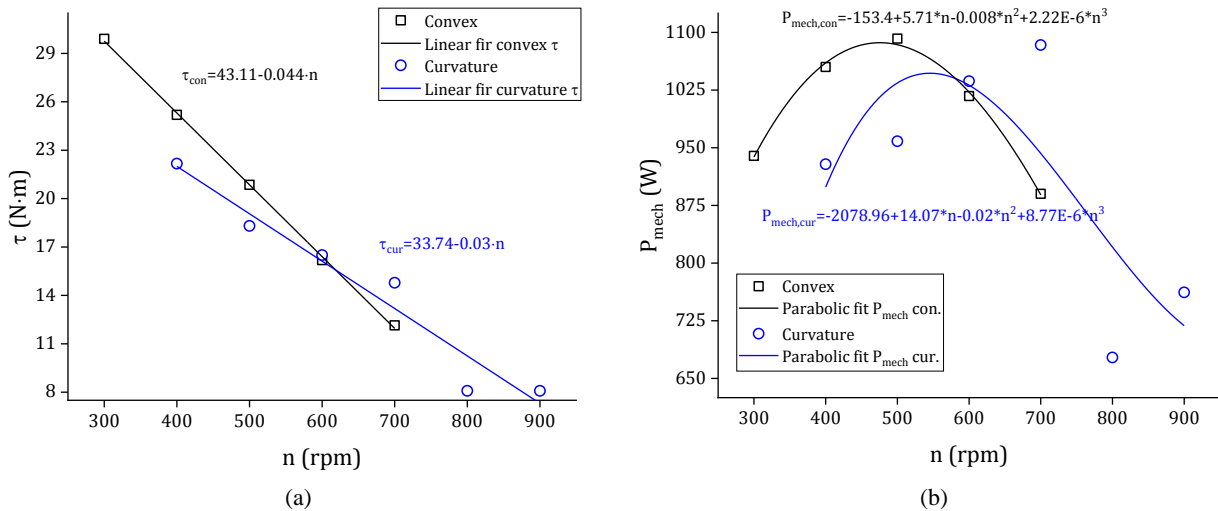 Convex
Linear fir convex τ
Curvature
Linear fir curvature τ
τcon=43.11-0.044·n
τcur=33.74-0.03·n
τ (N·m)
29
26
23
20
17
14
11
8
300 400 500 600 700 800 900
n (rpm)
(a)
Pmech,con=-153.4+5.71*n-0.008*n²+2.22E-6*n³
Pmech,cur=-2078.96+14.07*n-0.02*n²+8.77E-6*n³
Pmech (W)
1100
1025
950
875
800
725
650
Convex
Parabolic fit Pmech con.
Curvature
Parabolic fit Pmech cur.
300 400 500 600 700 800 900
n (rpm)
(b)